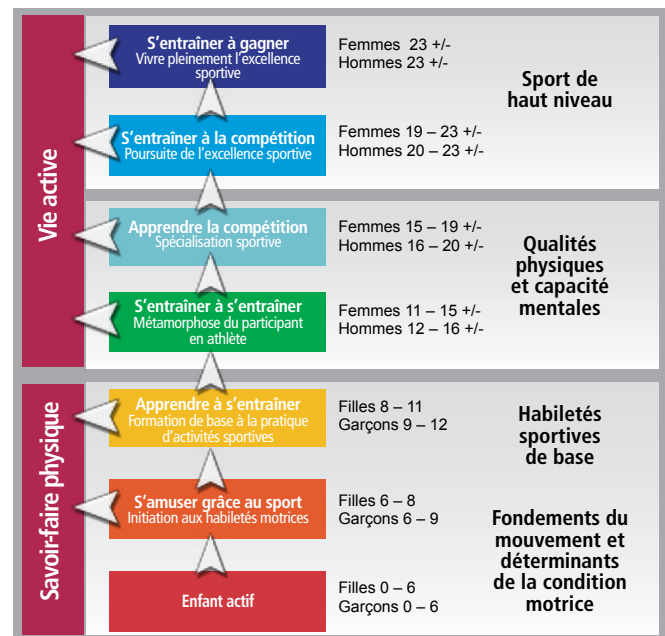 Vie active
S'entraîner à gagner
Vivre pleinement l'excellence
sportive
Femmes 23 +/-
Hommes 23 +/-
Sport de
haut niveau
S'entraîner à la compétition
Poursuite de l'excellence sportive
Femmes 19 – 23 +/-
Hommes 20 – 23 +/-
Apprendre la compétition
Spécialisation sportive
Femmes 15 – 19 +/-
Hommes 16 – 20 +/-
Qualités
physiques
et capacité
mentales
S'entraîner à s'entraîner
Métamorphose du participant
en athlète
Femmes 11 – 15 +/-
Hommes 12 – 16 +/-
Savoir-faire physique
Apprendre à s'entraîner
Formation de base à la pratique
d'activités sportives
Filles 8 – 11
Garçons 9 – 12
Habiletés
sportives
de base
S'amuser grâce au sport
Initiation aux habiletés motrices
Filles 6 – 8
Garçons 6 – 9
Fondements du
mouvement et
déterminants
de la condition
motrice
Enfant actif
Filles 0 – 6
Garçons 0 – 6